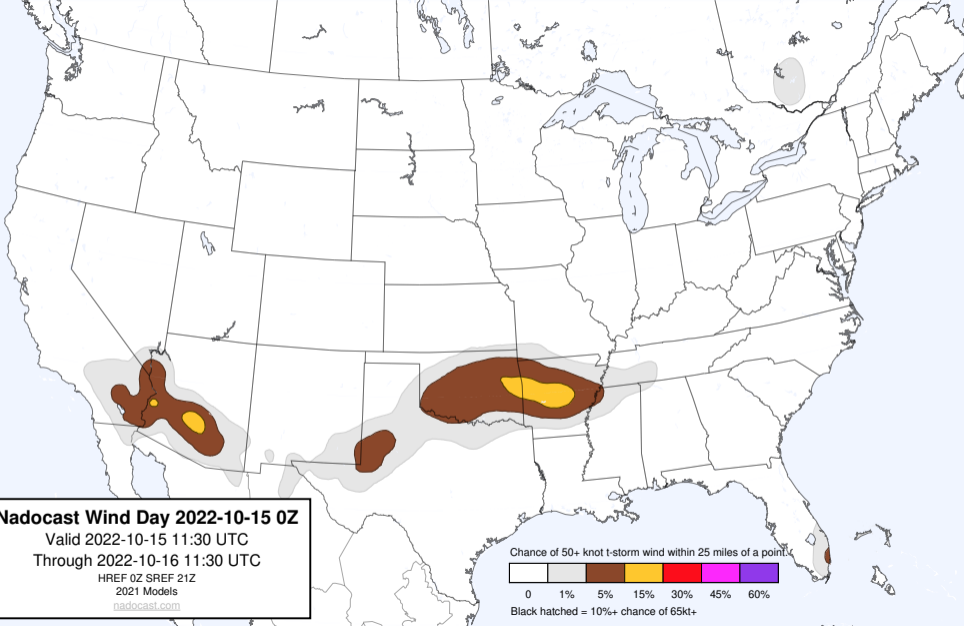 Nadocast Wind Day 2022-10-15 0Z
Valid 2022-10-15 11:30 UTC
Through 2022-10-16 11:30 UTC
HREF 0Z SREF 21Z
2021 Models
nadocast.com
Chance of 50+ knot t-storm wind within 25 miles of a point.
0 1% 5% 15% 30% 45% 60%
Black hatched = 10%+ chance of 65kt+